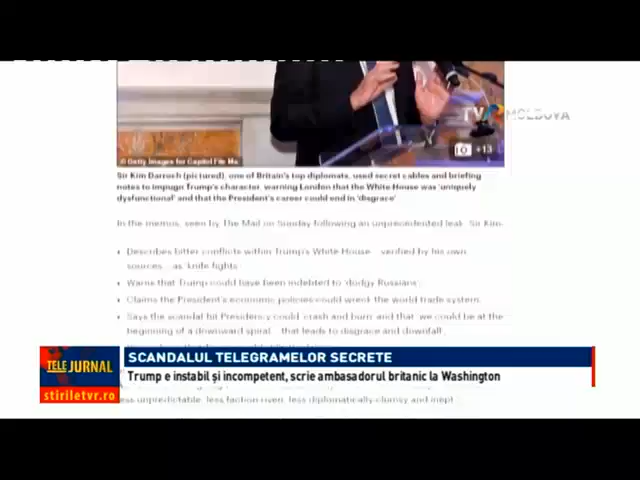 TV MOLDOVA
+13
© Getty Images for Capitol File Ma
Sir Kim Darroch (pictured), one of Britain's top diplomats, used secret cables and briefing
notes to impugn Trump's character, warning London that the White House was 'uniquely
dysfunctional' and that the President's career could end in 'disgrace'
In the memos, seen by The Mail on Sunday following an unprecedented leak, Sir Kim:
• Describes bitter conflicts within Trump's White House – verified by his own
sources – as 'knife fights'
• Warns that Trump could have been indebted to 'dodgy Russians'
• Claims the President's economic policies could wreck the world trade system
• Says the scandal hit Presidency could 'crash and burn' and that 'we could be at the
beginning of a downward spiral... that leads to disgrace and downfall'
TELEJURNAL
SCANDALUL TELEGRAMELOR SECRETE
Trump e instabil și incompetent, scrie ambasadorul britanic la Washington
stiriletvr.ro
less unpredictable, less faction riven, less diplomatically clumsy and inept